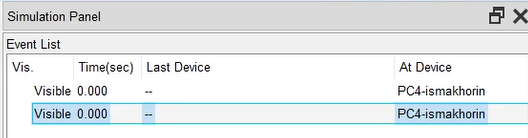 Simulation Panel
Event List
Vis. Time(sec) Last Device At Device
Visible 0.000 -- PC4-ismakhorin
Visible 0.000 -- PC4-ismakhorin